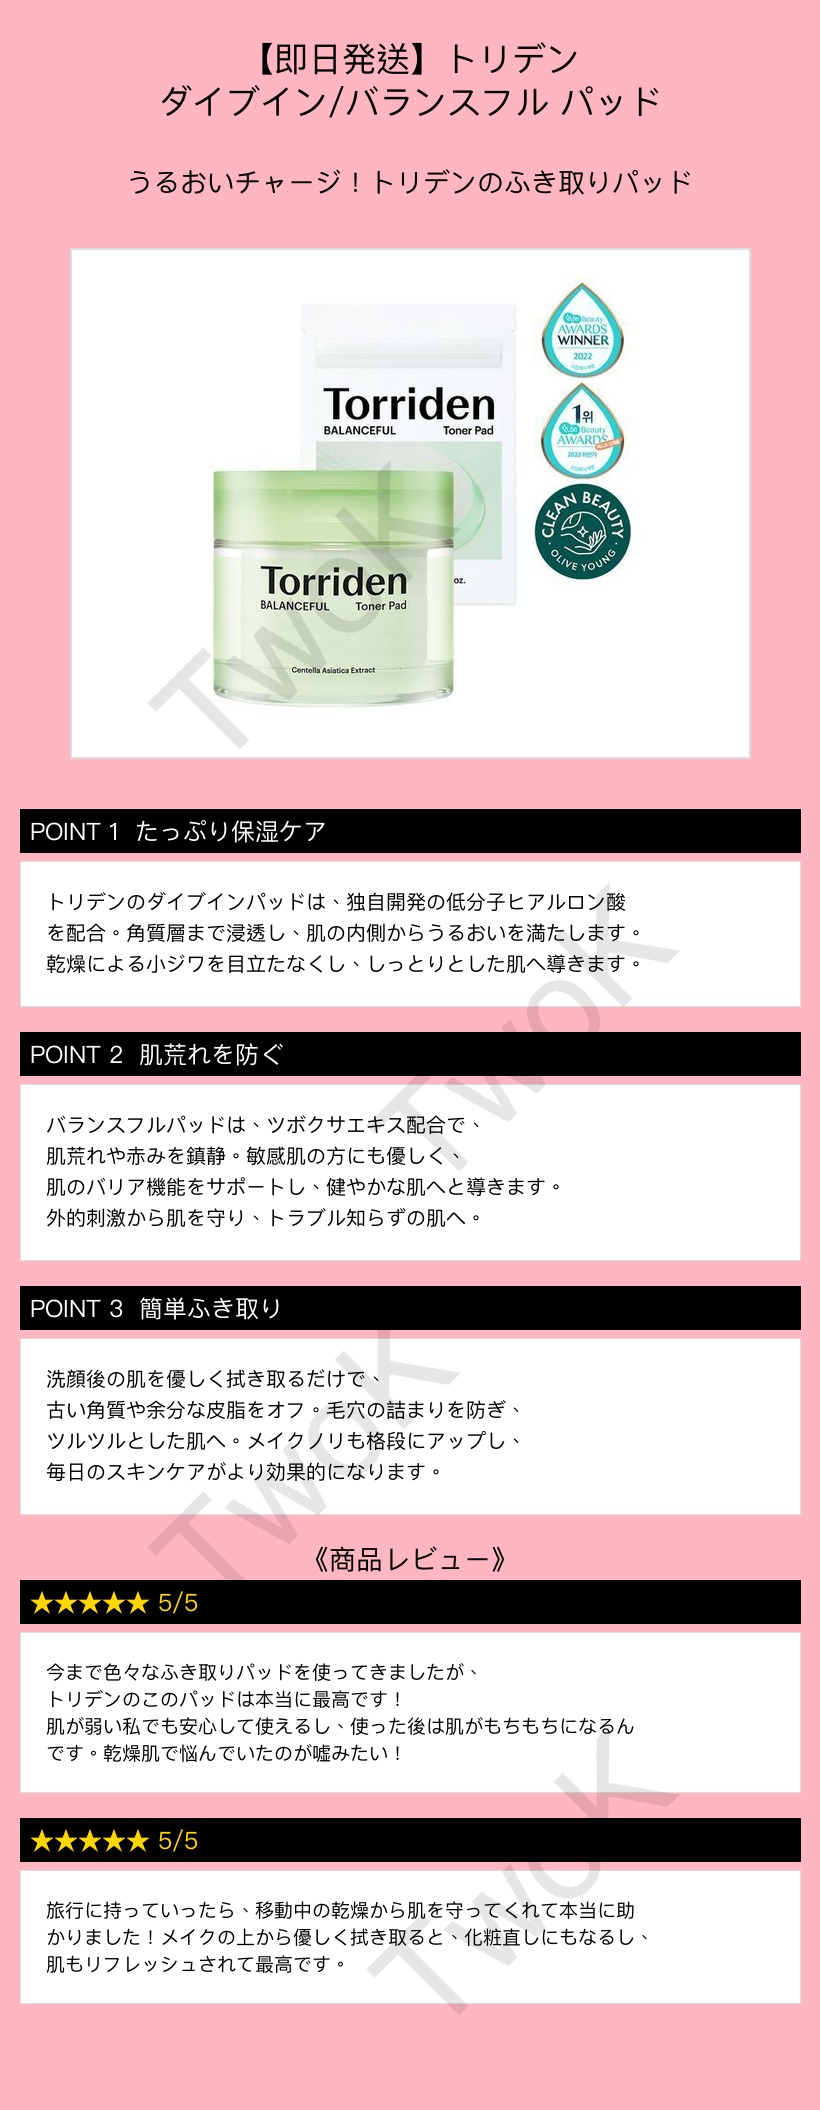 【即日発送】トリデン
ダイブイン/バランスフル パッド
うるおいチャージ！トリデンのふき取りパッド
Torriden
BALANCEFUL Toner Pad
oz.
Torriden
BALANCEFUL Toner Pad
Centella Asiatica Extract
Beauty
AWARDS
WINNER
2022
1위
Beauty
AWARDS
2022 하반기
CLEAN BEAUTY
OLIVE YOUNG
TwoK
POINT 1 たっぷり保湿ケア
トリデンのダイブインパッドは、独自開発の低分子ヒアルロン酸
を配合。角質層まで浸透し、肌の内側からうるおいを満たします。
乾燥による小ジワを目立たなくし、しっとりとした肌へ導きます。
TwoK
POINT 2 肌荒れを防ぐ
バランスフルパッドは、ツボクサエキス配合で、
肌荒れや赤みを鎮静。敏感肌の方にも優しく、
肌のバリア機能をサポートし、健やかな肌へと導きます。
外的刺激から肌を守り、トラブル知らずの肌へ。
POINT 3 簡単ふき取り
洗顔後の肌を優しく拭き取るだけで、
古い角質や余分な皮脂をオフ。毛穴の詰まりを防ぎ、
ツルツルとした肌へ。メイクノリも格段にアップし、
毎日のスキンケアがより効果的になります。
TwoK
《商品レビュー》
★★★★★ 5/5
今まで色々なふき取りパッドを使ってきましたが、
トリデンのこのパッドは本当に最高です！
肌が弱い私でも安心して使えるし、使った後は肌がもちもちになるん
です。乾燥肌で悩んでいたのが嘘みたい！
★★★★★ 5/5
旅行に持っていったら、移動中の乾燥から肌を守ってくれて本当に助
かりました！メイクの上から優しく拭き取ると、化粧直しにもなるし、
肌もリフレッシュされて最高です。
TwoK